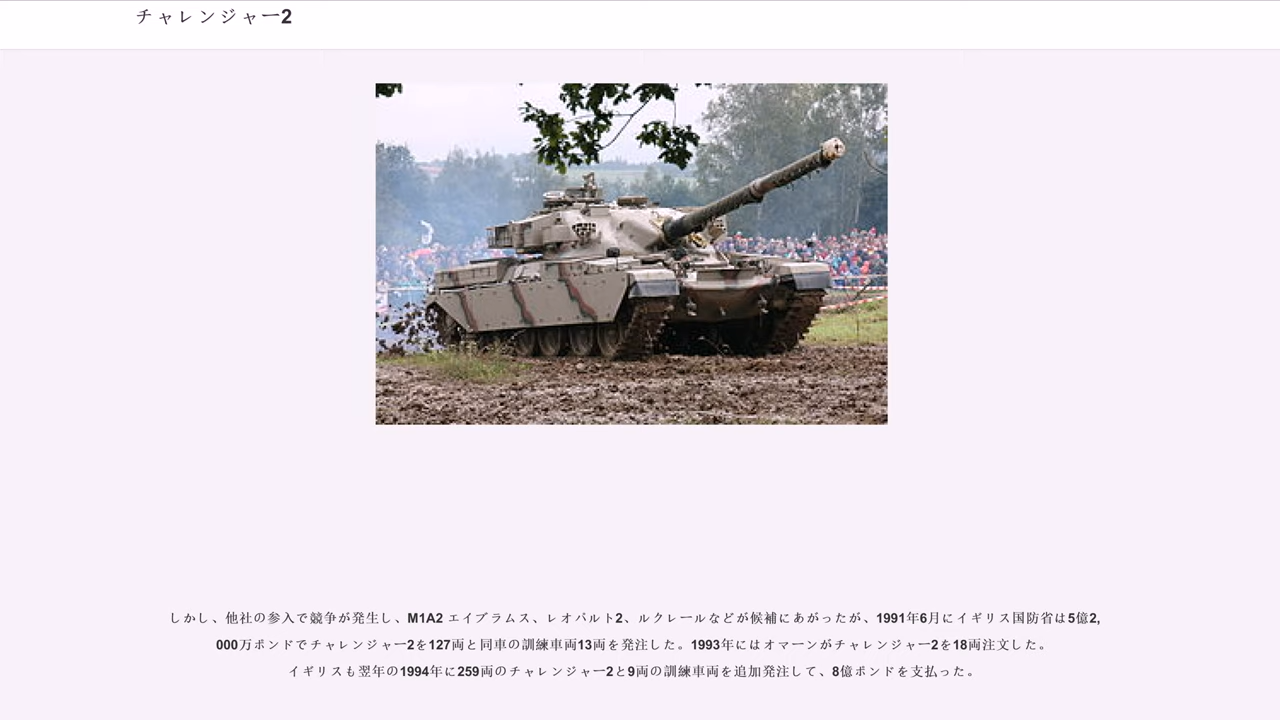 チャレンジャー2
しかし、他社の参入で競争が発生し、M1A2 エイブラムス、レオパルト2、ルクレールなどが候補にあがったが、1991年6月にイギリス国防省は5億2,
000万ポンドでチャレンジャー2を127両と同車の訓練車両13両を発注した。1993年にはオマーンがチャレンジャー2を18両注文した。
イギリスも翌年の1994年に259両のチャレンジャー2と9両の訓練車両を追加発注して、8億ポンドを支払った。